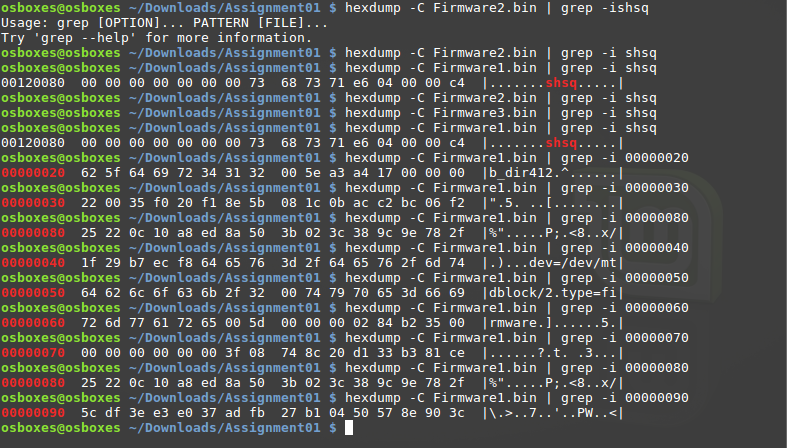 osboxes@osboxes ~/Downloads/Assignment01 $ hexdump -C Firmware2.bin | grep -ishsq
Usage: grep [OPTION]... PATTERN [FILE]...
Try 'grep --help' for more information.
osboxes@osboxes ~/Downloads/Assignment01 $ hexdump -C Firmware2.bin | grep -i shsq
osboxes@osboxes ~/Downloads/Assignment01 $ hexdump -C Firmware1.bin | grep -i shsq
00120080  00 00 00 00 00 00 00 73  68 73 71 e6 04 00 00 c4  |.......shsq.....|
osboxes@osboxes ~/Downloads/Assignment01 $ hexdump -C Firmware2.bin | grep -i shsq
osboxes@osboxes ~/Downloads/Assignment01 $ hexdump -C Firmware3.bin | grep -i shsq
osboxes@osboxes ~/Downloads/Assignment01 $ hexdump -C Firmware1.bin | grep -i shsq
00120080  00 00 00 00 00 00 00 73  68 73 71 e6 04 00 00 c4  |.......shsq.....|
osboxes@osboxes ~/Downloads/Assignment01 $ hexdump -C Firmware1.bin | grep -i 00000020
00000020  62 5f 64 69 72 34 31 32  00 5e a3 a4 17 00 00 00  |b_dir412.^......|
osboxes@osboxes ~/Downloads/Assignment01 $ hexdump -C Firmware1.bin | grep -i 00000030
00000030  22 00 35 f0 20 f1 8e 5b  08 1c 0b ac c2 bc 06 f2  |".5. ..[........|
osboxes@osboxes ~/Downloads/Assignment01 $ hexdump -C Firmware1.bin | grep -i 00000080
00000080  25 22 0c 10 a8 ed 8a 50  3b 02 3c 38 9c 9e 78 2f  |%".....P;.<8..x/|
osboxes@osboxes ~/Downloads/Assignment01 $ hexdump -C Firmware1.bin | grep -i 00000040
00000040  1f 29 b7 ec f8 64 65 76  3d 2f 64 65 76 2f 6d 74  |.)...dev=/dev/mt|
osboxes@osboxes ~/Downloads/Assignment01 $ hexdump -C Firmware1.bin | grep -i 00000050
00000050  64 62 6c 6f 63 6b 2f 32  00 74 79 70 65 3d 66 69  |dblock/2.type=fi|
osboxes@osboxes ~/Downloads/Assignment01 $ hexdump -C Firmware1.bin | grep -i 00000060
00000060  72 6d 77 61 72 65 00 5d  00 00 00 02 84 b2 35 00  |rmware.]......5.|
osboxes@osboxes ~/Downloads/Assignment01 $ hexdump -C Firmware1.bin | grep -i 00000070
00000070  00 00 00 00 00 00 3f 08  74 8c 20 d1 33 b3 81 ce  |......?.t. .3...|
osboxes@osboxes ~/Downloads/Assignment01 $ hexdump -C Firmware1.bin | grep -i 00000080
00000080  25 22 0c 10 a8 ed 8a 50  3b 02 3c 38 9c 9e 78 2f  |%".....P;.<8..x/|
osboxes@osboxes ~/Downloads/Assignment01 $ hexdump -C Firmware1.bin | grep -i 00000090
00000090  5c df 3e e3 e0 37 ad fb  27 b1 04 50 57 8e 90 3c  |\.>..7..'..PW..<|
osboxes@osboxes ~/Downloads/Assignment01 $